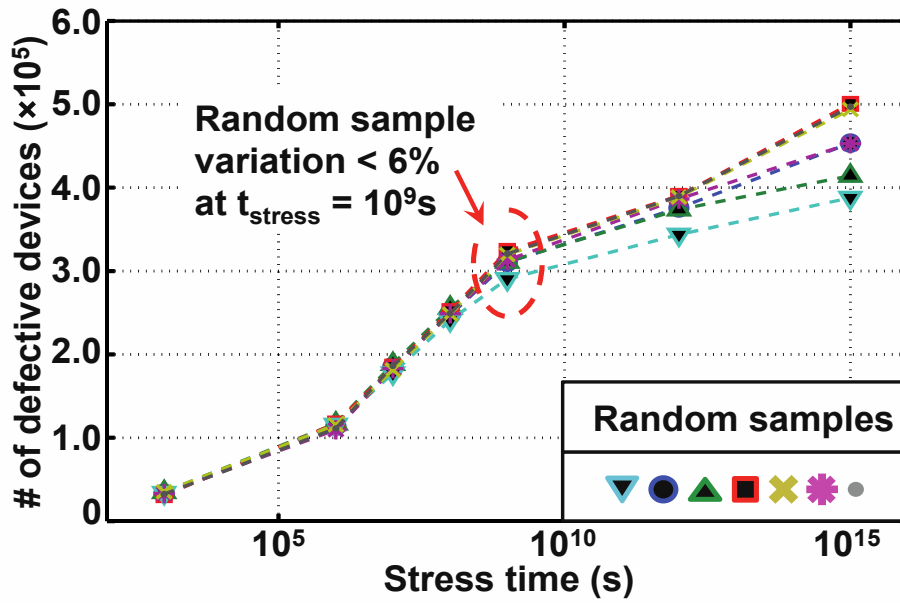 # of defective devices (×10⁵)
6.0
5.0
4.0
3.0
2.0
1.0
0
Random sample
variation < 6%
at tstress = 10⁹s
Random samples
10⁵
10¹⁰
10¹⁵
Stress time (s)